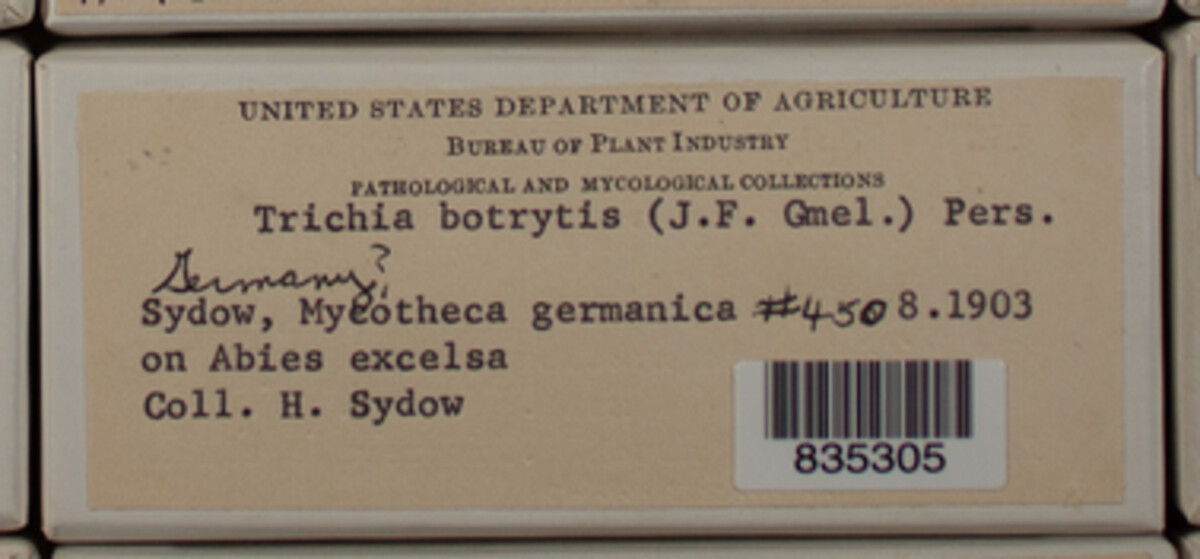 UNITED STATES DEPARTMENT OF AGRICULTURE
BUREAU OF PLANT INDUSTRY
PATHOLOGICAL AND MYCOLOGICAL COLLECTIONS
Trichia botrytis (J.F. Gmel.) Pers.
Germany?
Sydow, Mycotheca germanica #450 8.1903
on Abies excelsa
Coll. H. Sydow
835305